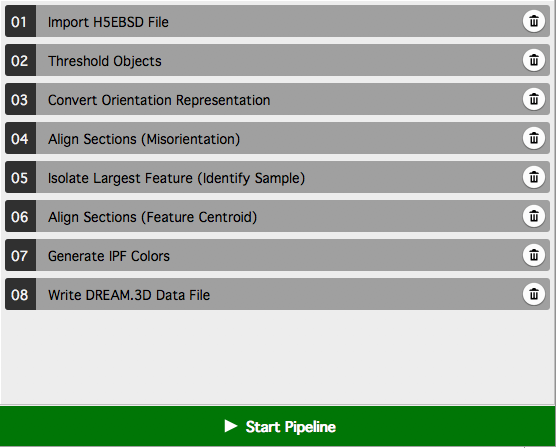 01 Import H5EBSD File
02 Threshold Objects
03 Convert Orientation Representation
04 Align Sections (Misorientation)
05 Isolate Largest Feature (Identify Sample)
06 Align Sections (Feature Centroid)
07 Generate IPF Colors
08 Write DREAM.3D Data File
Start Pipeline